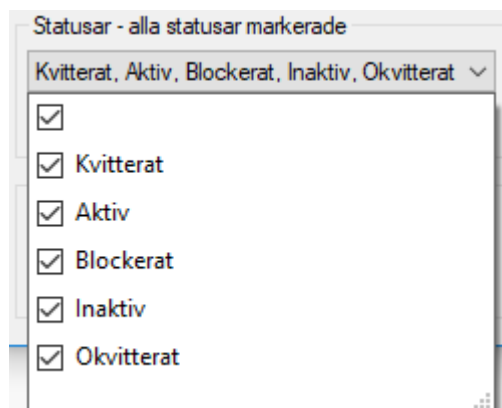 Statusar - alla statusar markerade
Kvitterat, Aktiv, Blockerat, Inaktiv, Okvitterat
Kvitterat
Aktiv
Blockerat
Inaktiv
Okvitterat